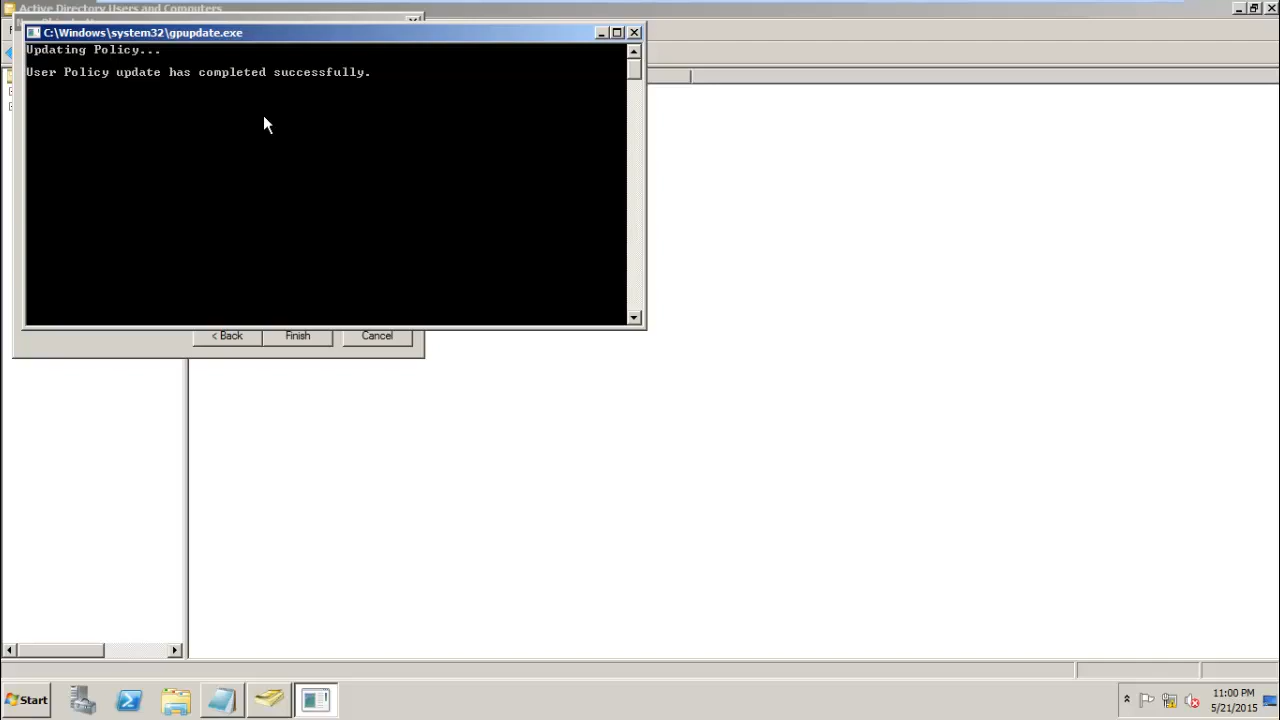 Active Directory Users and Computers
C:\Windows\system32\gpupdate.exe
Updating Policy...
User Policy update has completed successfully.
< Back
Finish
Cancel
Start
11:00 PM
5/21/2015